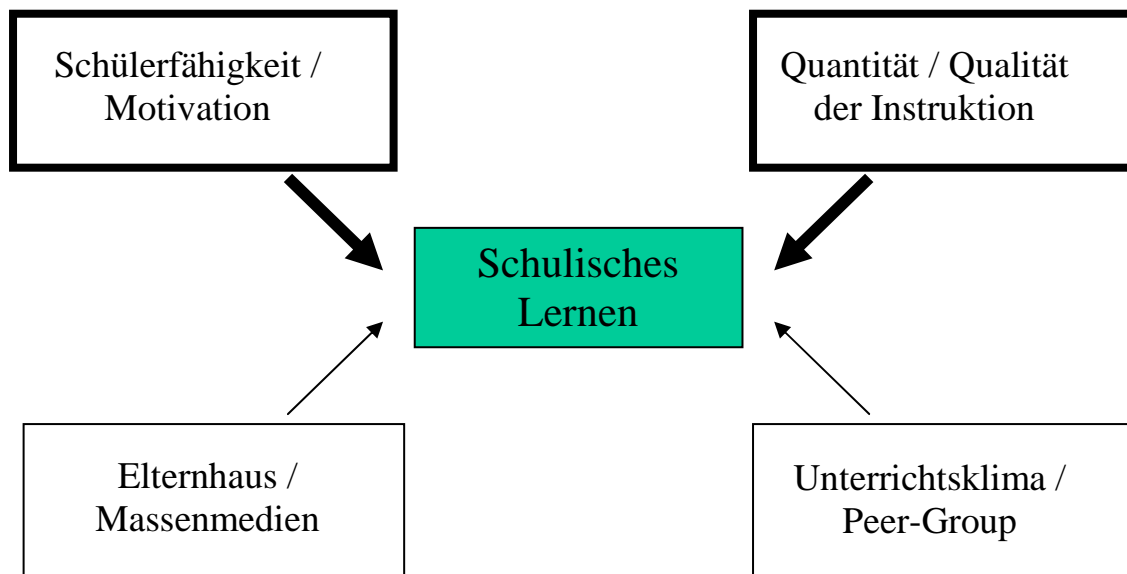 Schülerfähigkeit /
Motivation
Quantität / Qualität
der Instruktion
Schulisches
Lernen
Elternhaus /
Massenmedien
Unterrichtsklima /
Peer-Group